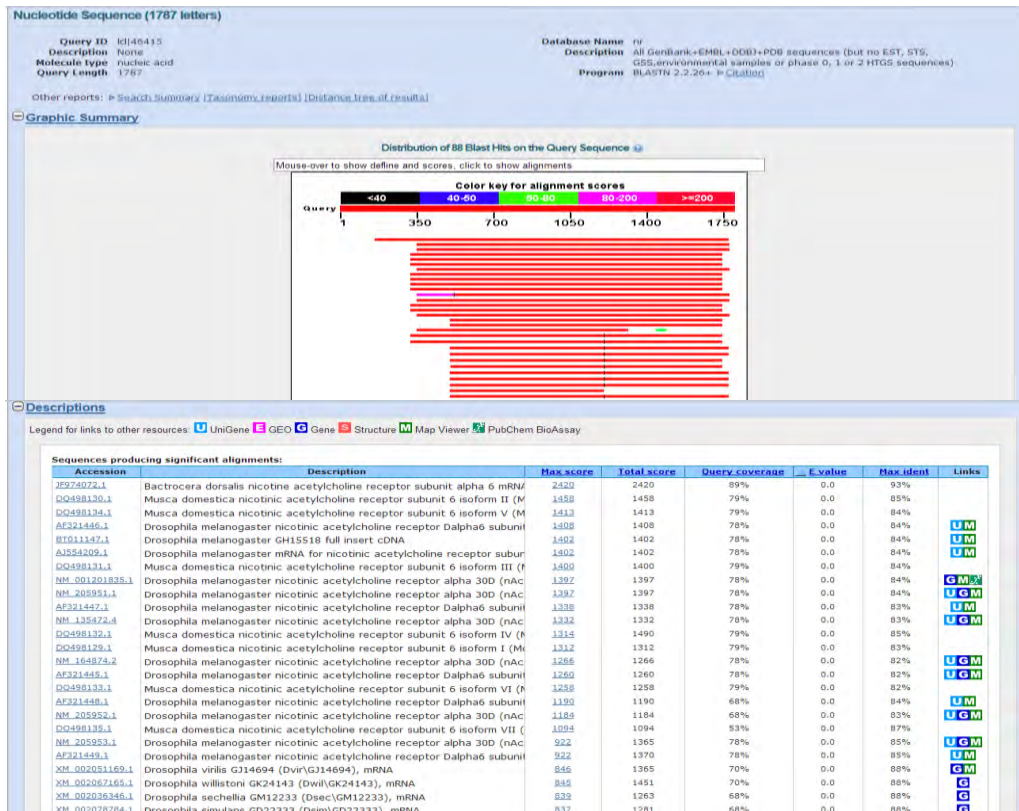 Nucleotide Sequence (1787 letters)
Query ID lcl|46415
Description None
Molecule type nucleic acid
Query Length 1787
Database Name nr
Description All GenBank+EMBL+DDBJ+PDB sequences (but no EST, STS,
GSS,environmental samples or phase 0, 1 or 2 HTGS sequences)
Program BLASTN 2.2.26+ Citation
Other reports: Search Summary [Taxonomy reports] [Distance tree of results]
Graphic Summary
Distribution of 88 Blast Hits on the Query Sequence
Mouse-over to show defline and scores, click to show alignments
Color key for alignment scores
<40 40-50 50-80 80-200 >=200
Query
1 350 700 1050 1400 1750
Descriptions
Legend for links to other resources: U UniGene E GEO G Gene S Structure M Map Viewer PubChem BioAssay
Sequences producing significant alignments:
Accession Description Max score Total score Query coverage E value Max ident Links
JF974072.1 Bactrocera dorsalis nicotine acetylcholine receptor subunit alpha 6 mRNA 2420 2420 89% 0.0 93%
DQ498130.1 Musca domestica nicotinic acetylcholine receptor subunit 6 isoform II (M 1458 1458 79% 0.0 85%
DQ498134.1 Musca domestica nicotinic acetylcholine receptor subunit 6 isoform V (M 1413 1413 79% 0.0 84%
AF321446.1 Drosophila melanogaster nicotinic acetylcholine receptor Dalpha6 subunit 1408 1408 78% 0.0 84% U M
BT011147.1 Drosophila melanogaster GH15518 full insert cDNA 1402 1402 78% 0.0 84% U M
AJ554209.1 Drosophila melanogaster mRNA for nicotinic acetylcholine receptor subur 1402 1402 78% 0.0 84% U M
DQ498131.1 Musca domestica nicotinic acetylcholine receptor subunit 6 isoform III (M 1400 1400 79% 0.0 84%
NM_001201835.1 Drosophila melanogaster nicotinic acetylcholine receptor alpha 30D (nAc 1397 1397 78% 0.0 84% G M
NM_205951.1 Drosophila melanogaster nicotinic acetylcholine receptor alpha 30D (nAc 1397 1397 78% 0.0 84% U G M
AF321447.1 Drosophila melanogaster nicotinic acetylcholine receptor Dalpha6 subunit 1338 1338 78% 0.0 83% U M
NM_135472.4 Drosophila melanogaster nicotinic acetylcholine receptor alpha 30D (nAc 1332 1332 78% 0.0 83% U G M
DQ498132.1 Musca domestica nicotinic acetylcholine receptor subunit 6 isoform IV (M 1314 1490 79% 0.0 85%
DQ498129.1 Musca domestica nicotinic acetylcholine receptor subunit 6 isoform I (Mo 1312 1312 79% 0.0 83%
NM_164874.2 Drosophila melanogaster nicotinic acetylcholine receptor alpha 30D (nAc 1266 1266 78% 0.0 82% U G M
AF321445.1 Drosophila melanogaster nicotinic acetylcholine receptor Dalpha6 subunit 1260 1260 78% 0.0 82% U G M
DQ498133.1 Musca domestica nicotinic acetylcholine receptor subunit 6 isoform VI (M 1258 1258 79% 0.0 82%
AF321448.1 Drosophila melanogaster nicotinic acetylcholine receptor Dalpha6 subunit 1190 1190 68% 0.0 84% U M
NM_205952.1 Drosophila melanogaster nicotinic acetylcholine receptor alpha 30D (nAc 1184 1184 68% 0.0 83% U G M
DQ498135.1 Musca domestica nicotinic acetylcholine receptor subunit 6 isoform VII ( 1094 1094 53% 0.0 87%
NM_205953.1 Drosophila melanogaster nicotinic acetylcholine receptor alpha 30D (nAc 922 1365 78% 0.0 85% U G M
AF321449.1 Drosophila melanogaster nicotinic acetylcholine receptor Dalpha6 subunit 922 1370 78% 0.0 85% U M
XM_002051169.1 Drosophila virilis GJ14694 (Dvir\GJ14694), mRNA 846 1365 70% 0.0 88% G M
XM_002067165.1 Drosophila willistoni GK24143 (Dwil\GK24143), mRNA 845 1451 70% 0.0 88% G
XM_002036346.1 Drosophila sechellia GM12233 (Dsec\GM12233), mRNA 839 1263 68% 0.0 88% G
XM_002078784.1 Drosophila simulans GD22333 (Dsim\GD22333), mRNA 837 1281 68% 0.0 88% G